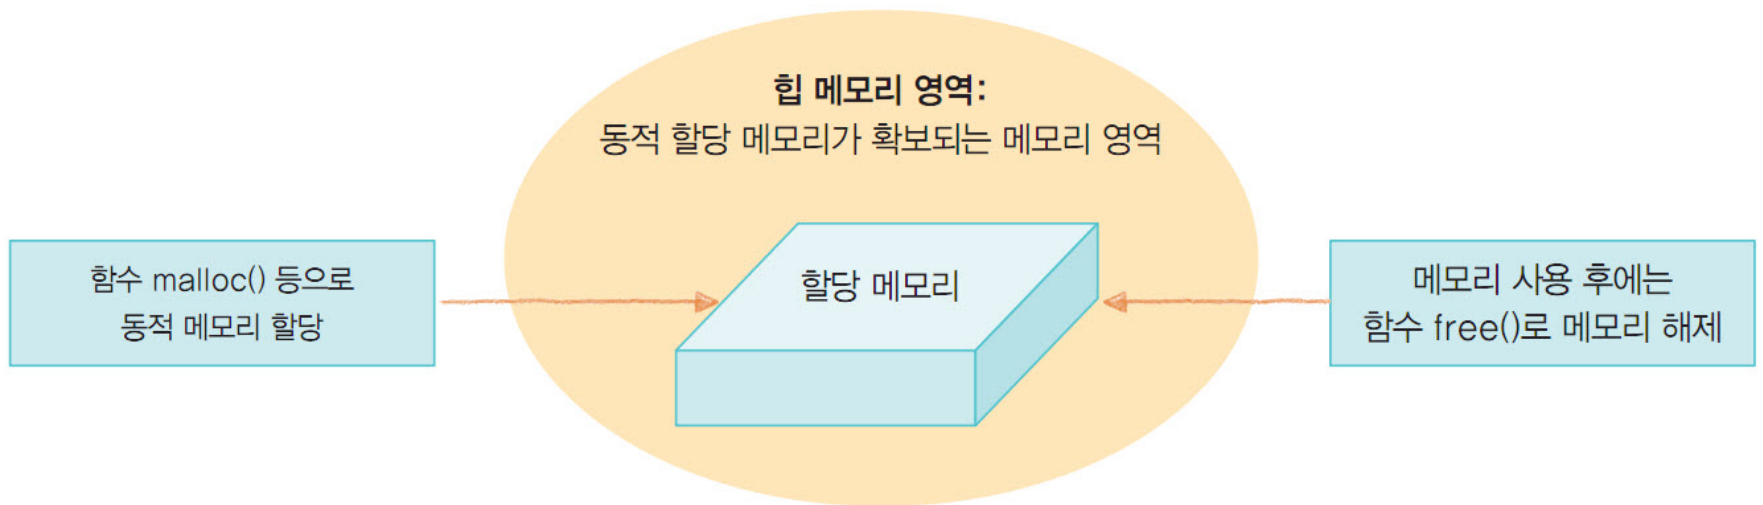 힙 메모리 영역:
동적 할당 메모리가 확보되는 메모리 영역
함수 malloc() 등으로
동적 메모리 할당
할당 메모리
메모리 사용 후에는
함수 free()로 메모리 해제